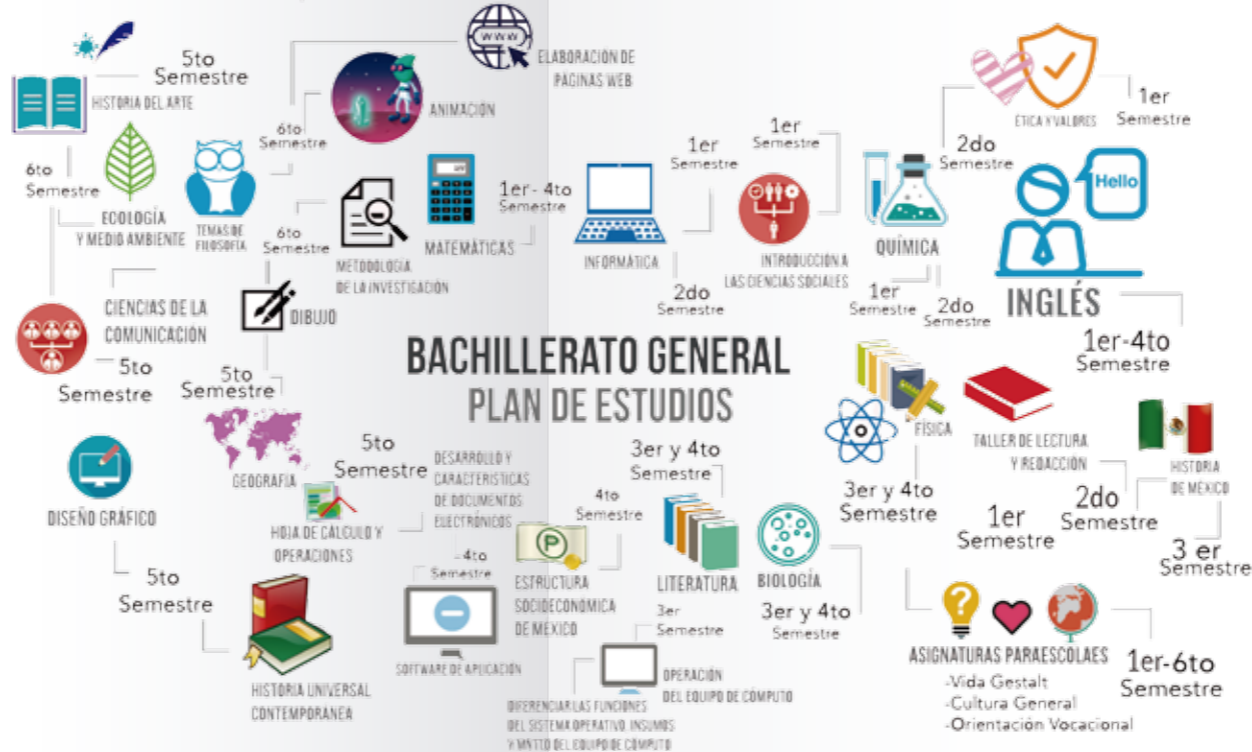 WWW
ELABORACIÓN DE
PÁGINAS WEB
5to
Semestre
HISTORIA DEL ARTE
ANIMACIÓN
6to
Semestre
6to
Semestre
ECOLOGÍA
Y MEDIO AMBIENTE
TEMAS DE
FILOSOFÍA
6to
Semestre
METODOLOGÍA
DE LA INVESTIGACIÓN
MATEMÁTICAS
1er- 4to
Semestre
INFORMÁTICA
1er
Semestre
2do
Semestre
1er
Semestre
INTRODUCCIÓN A
LAS CIENCIAS SOCIALES
QUÍMICA
1er
Semestre
2do
Semestre
ÉTICA Y VALORES
1er
Semestre
2do
Semestre
Hello
INGLÉS
1er-4to
Semestre
CIENCIAS DE LA
COMUNICACIÓN
5to
Semestre
DIBUJO
5to
Semestre
BACHILLERATO GENERAL
PLAN DE ESTUDIOS
GEOGRAFÍA
DISEÑO GRÁFICO
5to
Semestre
5to
Semestre
HOJA DE CÁLCULO Y
OPERACIONES
DESARROLLO Y
CARACTERISTICAS
DE DOCUMENTOS
ELECTRÓNICOS
4to
Semestre
SOFTWARE DE APLICACIÓN
HISTORIA UNIVERSAL
CONTEMPORANEA
P
4to
Semestre
ESTRUCTURA
SOCIOECONOMICA
DE MÉXICO
3er y 4to
Semestre
LITERATURA
3er
Semestre
OPERACIÓN
DEL EQUIPO DE CÓMPUTO
DIFERENCIAR LAS FUNCIONES
DEL SISTEMA OPERATIVO, INSUMOS
Y MATTO DEL EQUIPO DE CÓMPUTO
BIOLOGÍA
3er y 4to
Semestre
FÍSICA
3er y 4to
Semestre
TALLER DE LECTURA
Y REDACCIÓN
1er
Semestre
2do
Semestre
HISTORIA
DE MÉXICO
3 er
Semestre
ASIGNATURAS PARAESCOLAES
-Vida Gestalt
-Cultura General
-Orientación Vocacional
1er-6to
Semestre